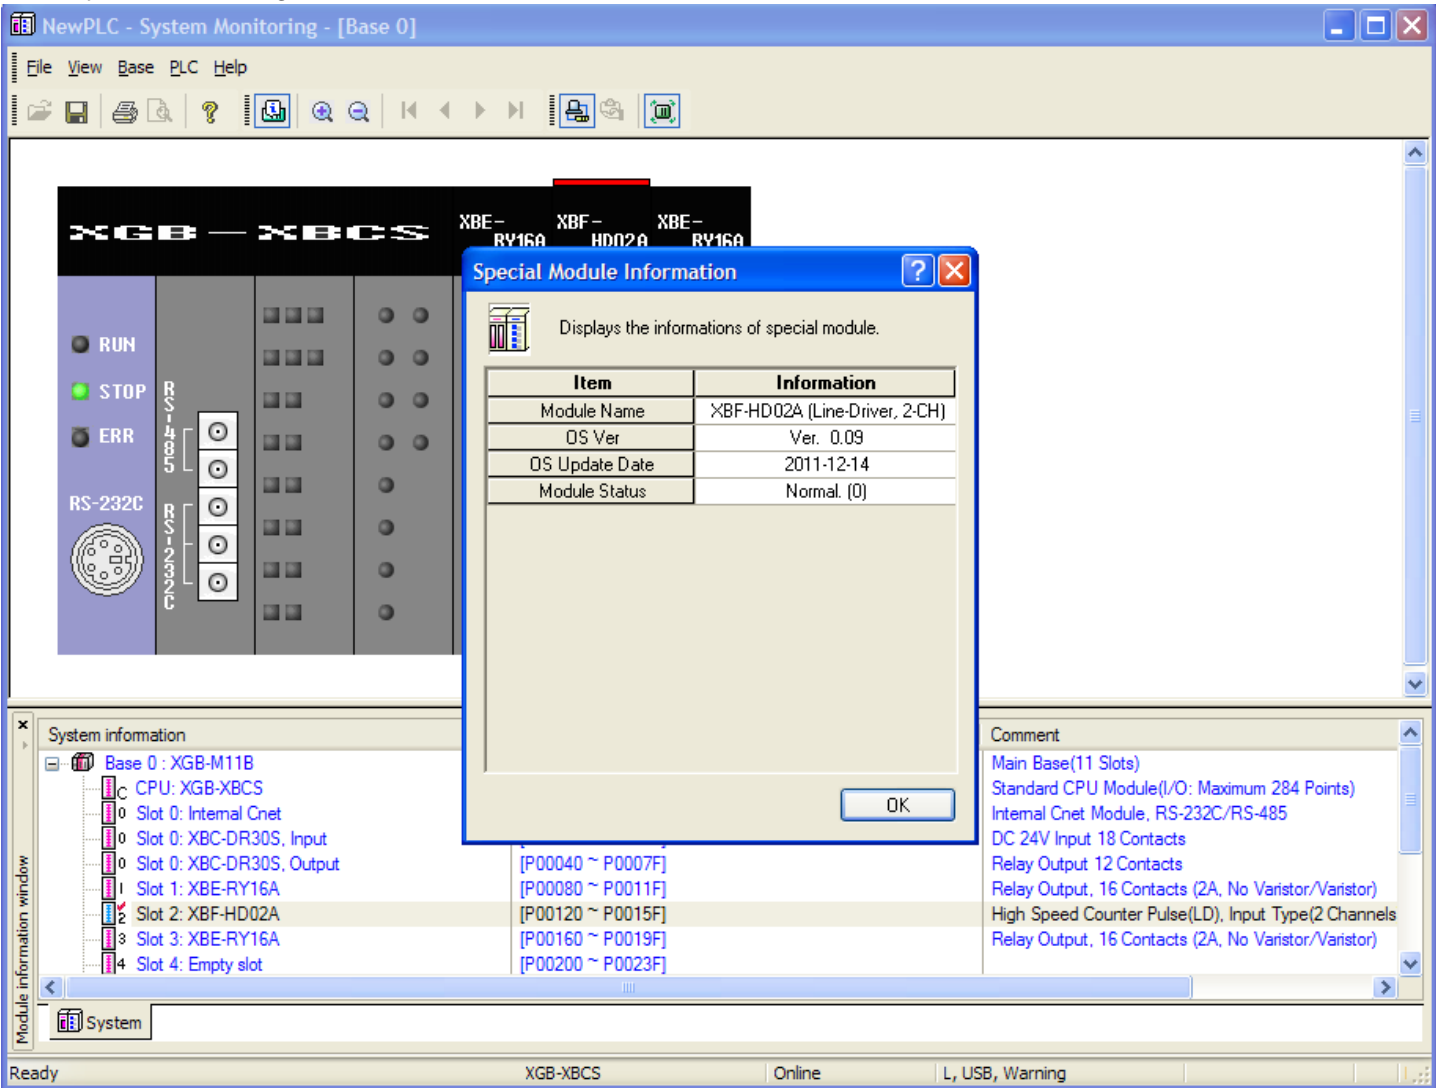 NewPLC - System Monitoring - [Base 0]
File View Base PLC Help
XGB — XBCS
XBE-
RY16A
XBF-
HD02A
XBE-
RY16A
RUN
STOP
ERR
RS-232C
RS-485
RS-232C
Special Module Information
Displays the informations of special module.
Item Information
Module Name XBF-HD02A (Line-Driver, 2-CH)
OS Ver Ver. 0.09
OS Update Date 2011-12-14
Module Status Normal. (0)
OK
System information Comment
Base 0 : XGB-M11B Main Base(11 Slots)
C CPU: XGB-XBCS Standard CPU Module(I/O: Maximum 284 Points)
0 Slot 0: Internal Cnet Internal Cnet Module, RS-232C/RS-485
0 Slot 0: XBC-DR30S, Input DC 24V Input 18 Contacts
0 Slot 0: XBC-DR30S, Output [P00040 ~ P0007F] Relay Output 12 Contacts
1 Slot 1: XBE-RY16A [P00080 ~ P0011F] Relay Output, 16 Contacts (2A, No Varistor/Varistor)
2 Slot 2: XBF-HD02A [P00120 ~ P0015F] High Speed Counter Pulse(LD), Input Type(2 Channels
3 Slot 3: XBE-RY16A [P00160 ~ P0019F] Relay Output, 16 Contacts (2A, No Varistor/Varistor)
4 Slot 4: Empty slot [P00200 ~ P0023F]
Module information window
System
Ready XGB-XBCS Online L, USB, Warning